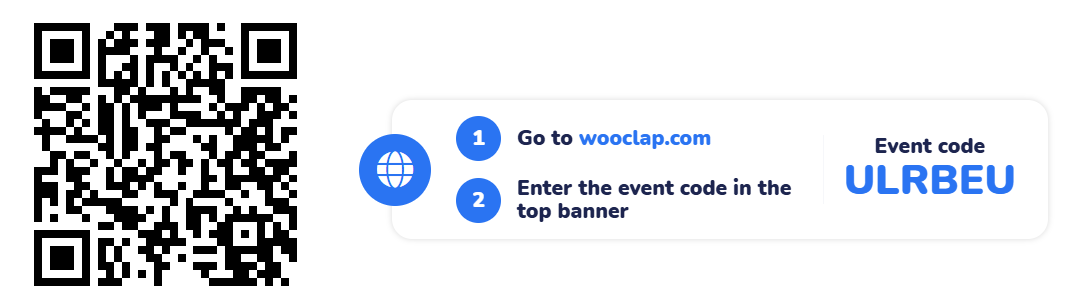 1
Go to wooclap.com
2
Enter the event code in the
top banner
Event code
ULRBEU